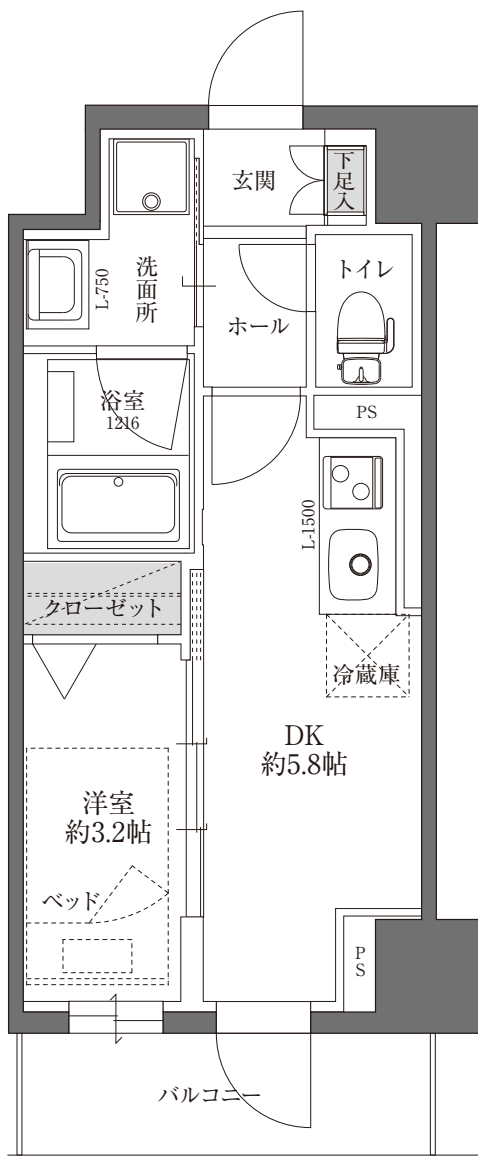 玄関
下足入
洗面所
L-750
トイレ
ホール
浴室
1216
PS
L-1500
クローゼット
冷蔵庫
DK
約5.8帖
洋室
約3.2帖
ベッド
PS
バルコニー